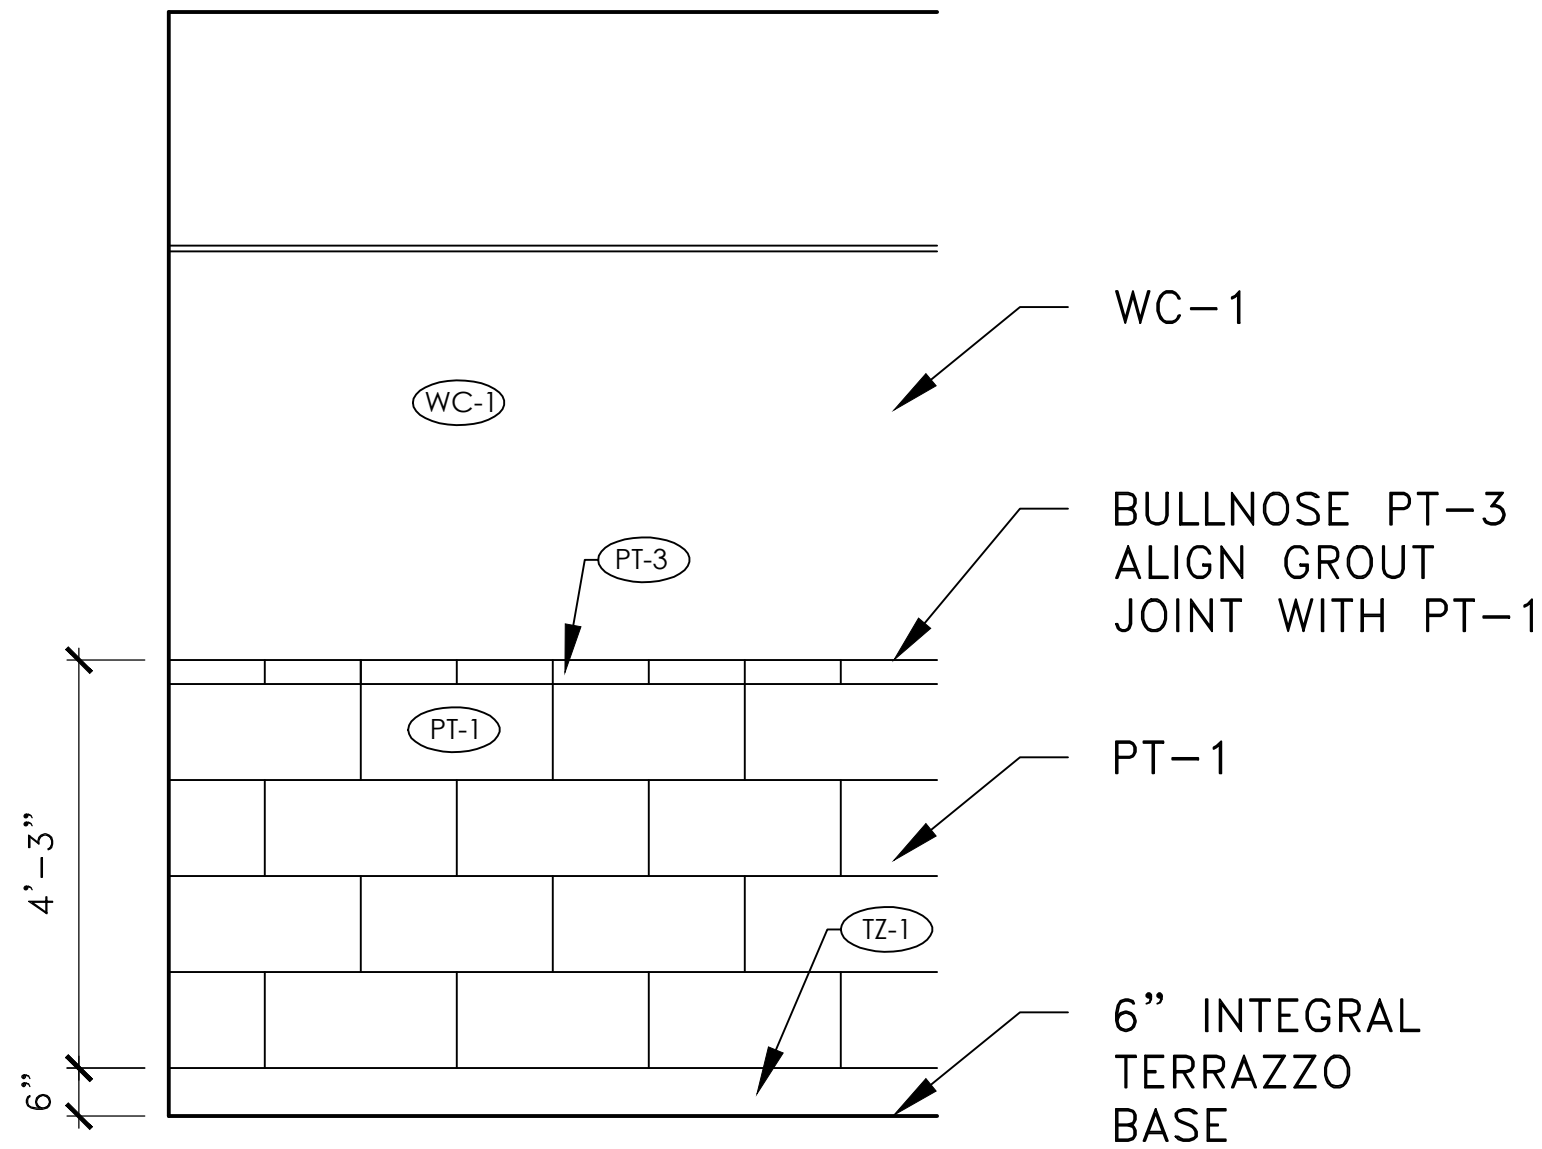 WC-1
WC-1
BULLNOSE PT-3
ALIGN GROUT
JOINT WITH PT-1
PT-3
PT-1
PT-1
4'-3"
TZ-1
6" INTEGRAL
TERRAZZO
BASE
6"